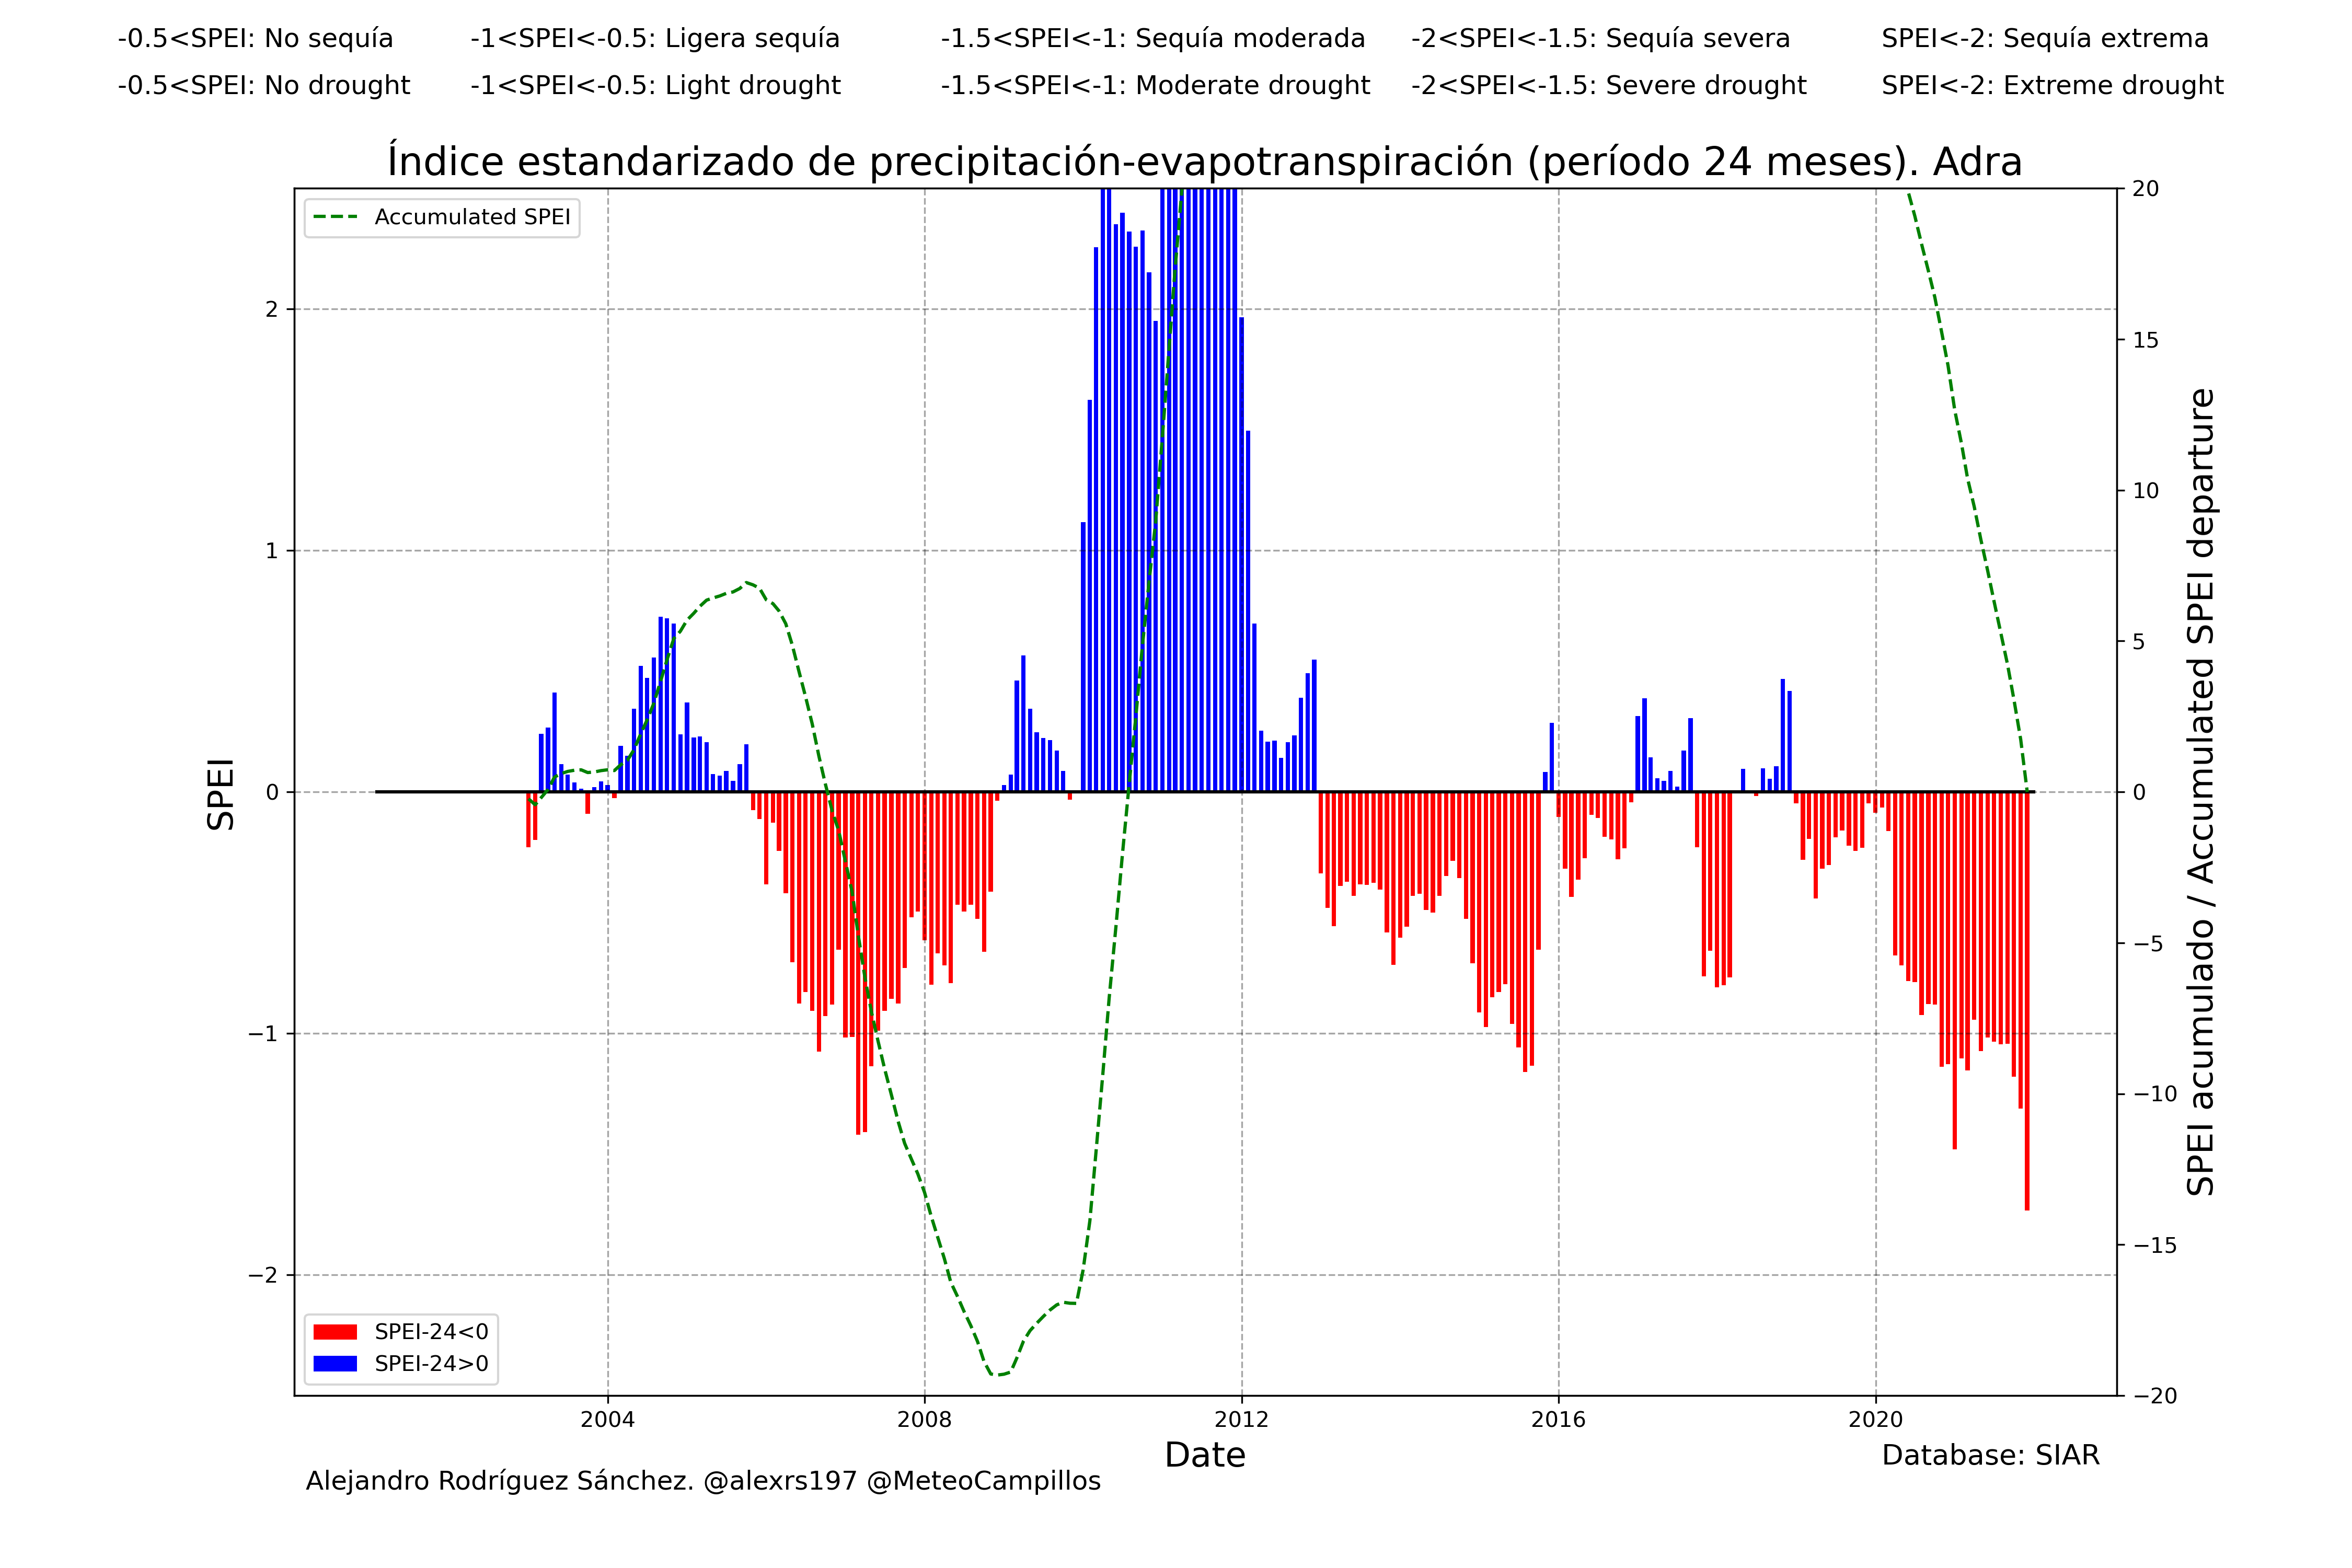 -0.5<SPEI: No sequía -1<SPEI<-0.5: Ligera sequía -1.5<SPEI<-1: Sequía moderada -2<SPEI<-1.5: Sequía severa SPEI<-2: Sequía extrema
-0.5<SPEI: No drought -1<SPEI<-0.5: Light drought -1.5<SPEI<-1: Moderate drought -2<SPEI<-1.5: Severe drought SPEI<-2: Extreme drought
Índice estandarizado de precipitación-evapotranspiración (período 24 meses). Adra
Accumulated SPEI
2
1
0
−1
−2
SPEI
20
15
10
5
0
−5
−10
−15
−20
SPEI acumulado / Accumulated SPEI departure
SPEI-24<0
SPEI-24>0
2004 2008 2012 2016 2020
Date
Database: SIAR
Alejandro Rodríguez Sánchez. @alexrs197 @MeteoCampillos